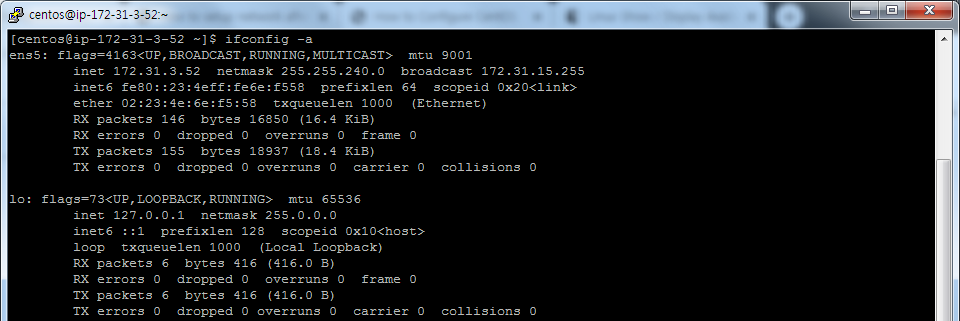 centos@ip-172-31-3-52:~
[centos@ip-172-31-3-52 ~]$ ifconfig -a
ens5: flags=4163<UP,BROADCAST,RUNNING,MULTICAST>  mtu 9001
        inet 172.31.3.52  netmask 255.255.240.0  broadcast 172.31.15.255
        inet6 fe80::23:4eff:fe6e:f558  prefixlen 64  scopeid 0x20<link>
        ether 02:23:4e:6e:f5:58  txqueuelen 1000  (Ethernet)
        RX packets 146  bytes 16850 (16.4 KiB)
        RX errors 0  dropped 0  overruns 0  frame 0
        TX packets 155  bytes 18937 (18.4 KiB)
        TX errors 0  dropped 0 overruns 0  carrier 0  collisions 0

lo: flags=73<UP,LOOPBACK,RUNNING>  mtu 65536
        inet 127.0.0.1  netmask 255.0.0.0
        inet6 ::1  prefixlen 128  scopeid 0x10<host>
        loop  txqueuelen 1000  (Local Loopback)
        RX packets 6  bytes 416 (416.0 B)
        RX errors 0  dropped 0  overruns 0  frame 0
        TX packets 6  bytes 416 (416.0 B)
        TX errors 0  dropped 0 overruns 0  carrier 0  collisions 0